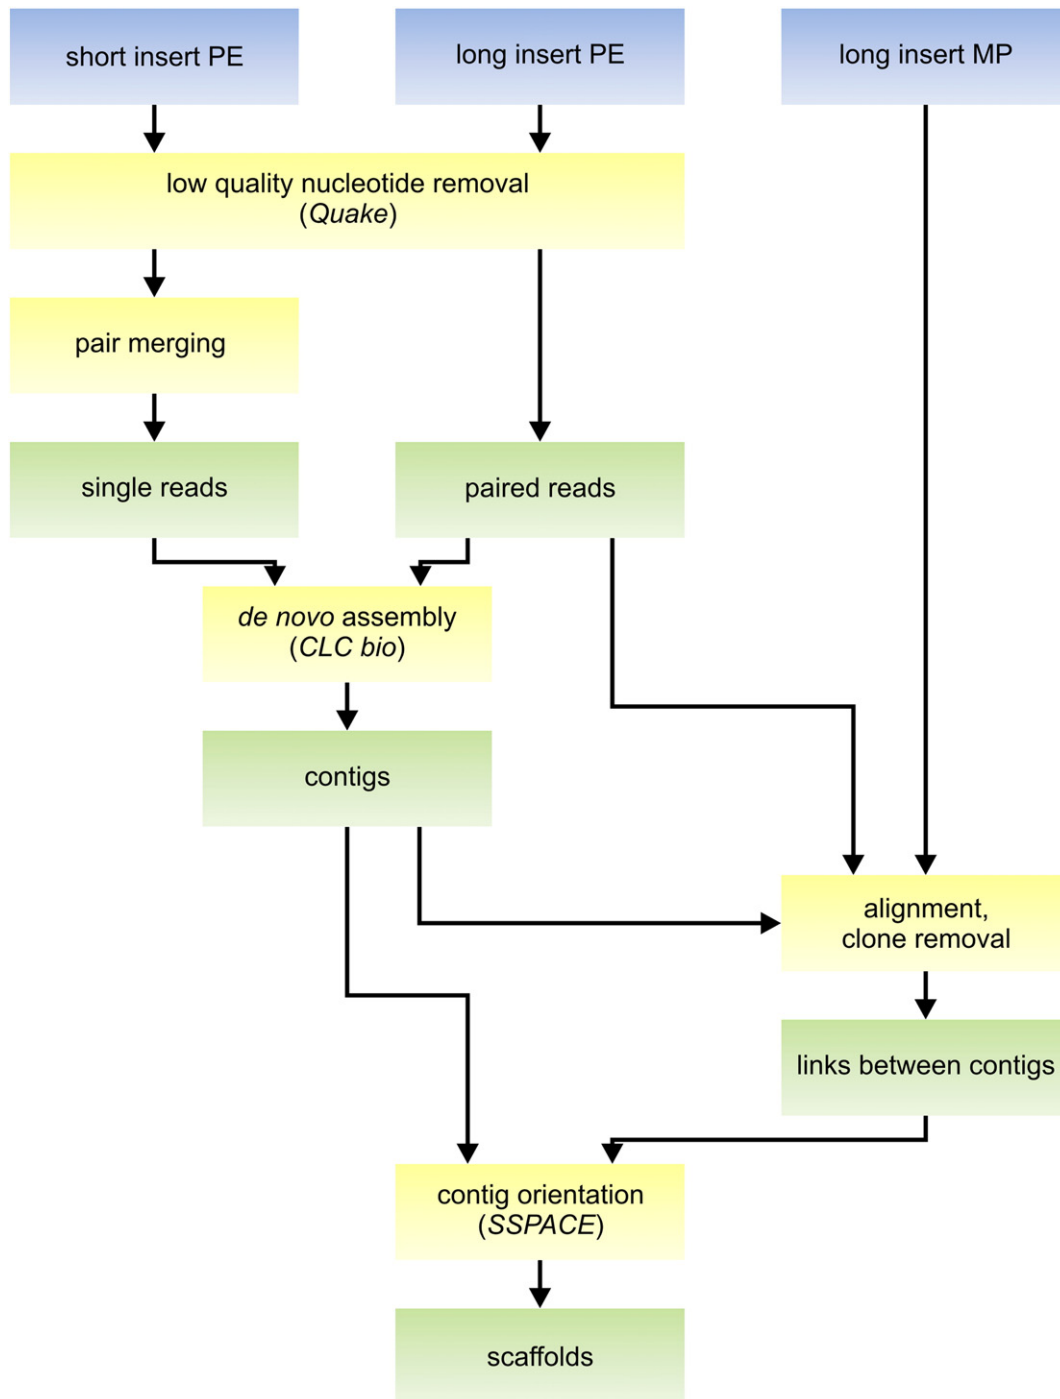 short insert PE
long insert PE
long insert MP
low quality nucleotide removal
(Quake)
pair merging
single reads
paired reads
de novo assembly
(CLC bio)
contigs
alignment,
clone removal
links between contigs
contig orientation
(SSPACE)
scaffolds